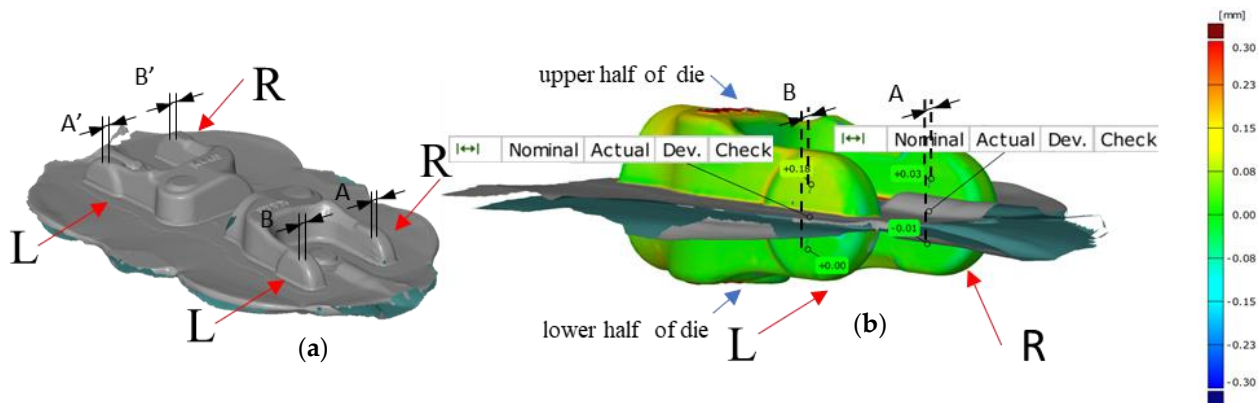 B'
R
A'
R
A
B
L
L
(a)
upper half of die
B
A
Nominal Actual Dev. Check
Nominal Actual Dev. Check
+0.18
+0.03
-0.01
+0.00
lower half of die
L
(b)
R
[mm]
0.30
0.23
0.15
0.08
0.00
-0.08
-0.15
-0.23
-0.30